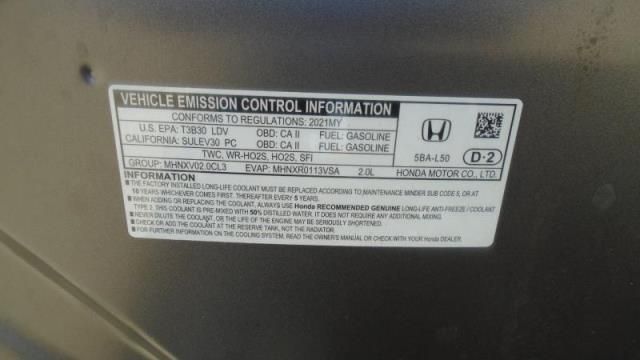 VEHICLE EMISSION CONTROL INFORMATION
CONFORMS TO REGULATIONS: 2021MY
U.S. EPA: T3B30 LDV OBD: CA II FUEL: GASOLINE
CALIFORNIA: SULEV30 PC OBD: CA II FUEL: GASOLINE
TWC, WR-HO2S, HO2S, SFI
GROUP: MHNXV02.0CL3 EVAP: MHNXR0113VSA 2.0L
5BA-L50 D-2
HONDA MOTOR CO., LTD.
INFORMATION
■ THE FACTORY INSTALLED LONG-LIFE COOLANT MUST BE REPLACED ACCORDING TO MAINTENANCE MINDER SUB CODE 5, OR AT
10 YEARS WHICHEVER COMES FIRST THEREAFTER EVERY 5 YEARS.
■ WHEN ADDING OR REPLACING COOLANT, ALWAYS USE Honda RECOMMENDED GENUINE LONG-LIFE ANTI-FREEZE / COOLANT
TYPE 2. THIS COOLANT IS PRE-MIXED WITH 50% DISTILLED WATER. IT DOES NOT REQUIRE ANY ADDITIONAL MIXING.
■ NEVER DILUTE COOLANT, OR THE LIFE OF THE ENGINE MAY BE SERIOUSLY SHORTENED.
■ CHECK OR ADD THE COOLANT AT THE RESERVE TANK, NOT THE RADIATOR.
■ FOR FURTHER INFORMATION ON THE COOLING SYSTEM, READ THE OWNER'S MANUAL OR CHECK WITH YOUR Honda DEALER.